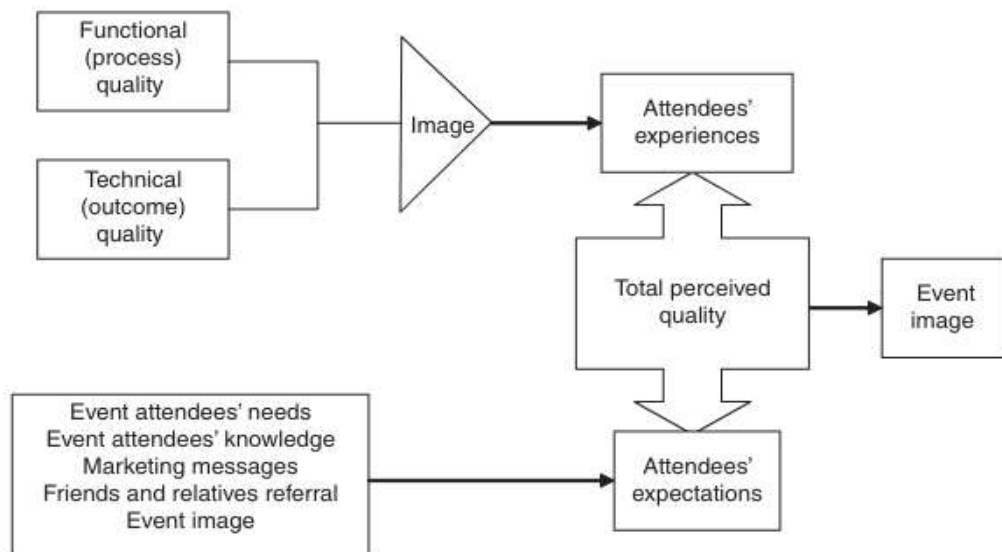 Functional
(process)
quality
Technical
(outcome)
quality
Image
Attendees’
experiences
Total perceived
quality
Event
image
Event attendees’ needs
Event attendees’ knowledge
Marketing messages
Friends and relatives referral
Event image
Attendees’
expectations